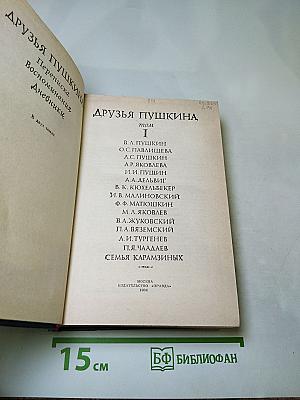 ДРУЗЬЯ ПУШКИНА
Переписка
Воспоминания
Дневники
В двух томах
ДРУЗЬЯ ПУШКИНА
ТОМ
I
В.Л.ПУШКИН
О.С.ПАВЛИЩЕВА
Л.С.ПУШКИН
А.Р.ЯКОВЛЕВА
И.И.ПУЩИН
А.А.ДЕЛЬВИГ
В.К.КЮХЕЛЬБЕКЕР
И.В.МАЛИНОВСКИЙ
Ф.Ф.МАТЮШКИН
М.Л.ЯКОВЛЕВ
В.А.ЖУКОВСКИЙ
П.А.ВЯЗЕМСКИЙ
А.И.ТУРГЕНЕВ
П.Я.ЧААДАЕВ
СЕМЬЯ КАРАМЗИНЫХ
МОСКВА
ИЗДАТЕЛЬСТВО «ПРАВДА»
15 см
БФ БИБЛИОФАН